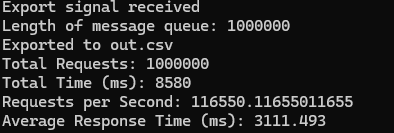 Export signal received
Length of message queue: 1000000
Exported to out.csv
Total Requests: 1000000
Total Time (ms): 8580
Requests per Second: 116550.11655011655
Average Response Time (ms): 3111.493